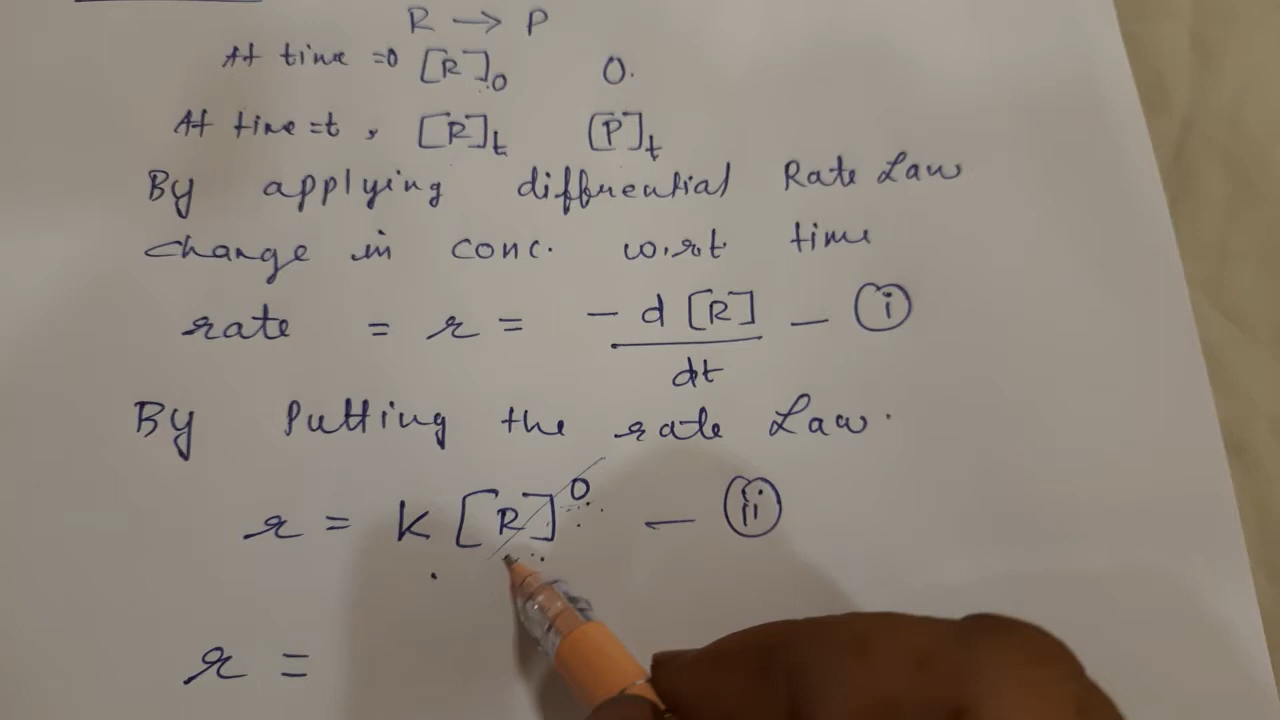 R → P
At time =0 [R]₀ 0.
At time =t, [R]t [P]t
By applying diffrential Rate Law
change in conc. w.r.t. time
rate = r = - d[R]/dt — (i)
By Putting the rate Law.
r = k [R]⁰ — (ii)
r =